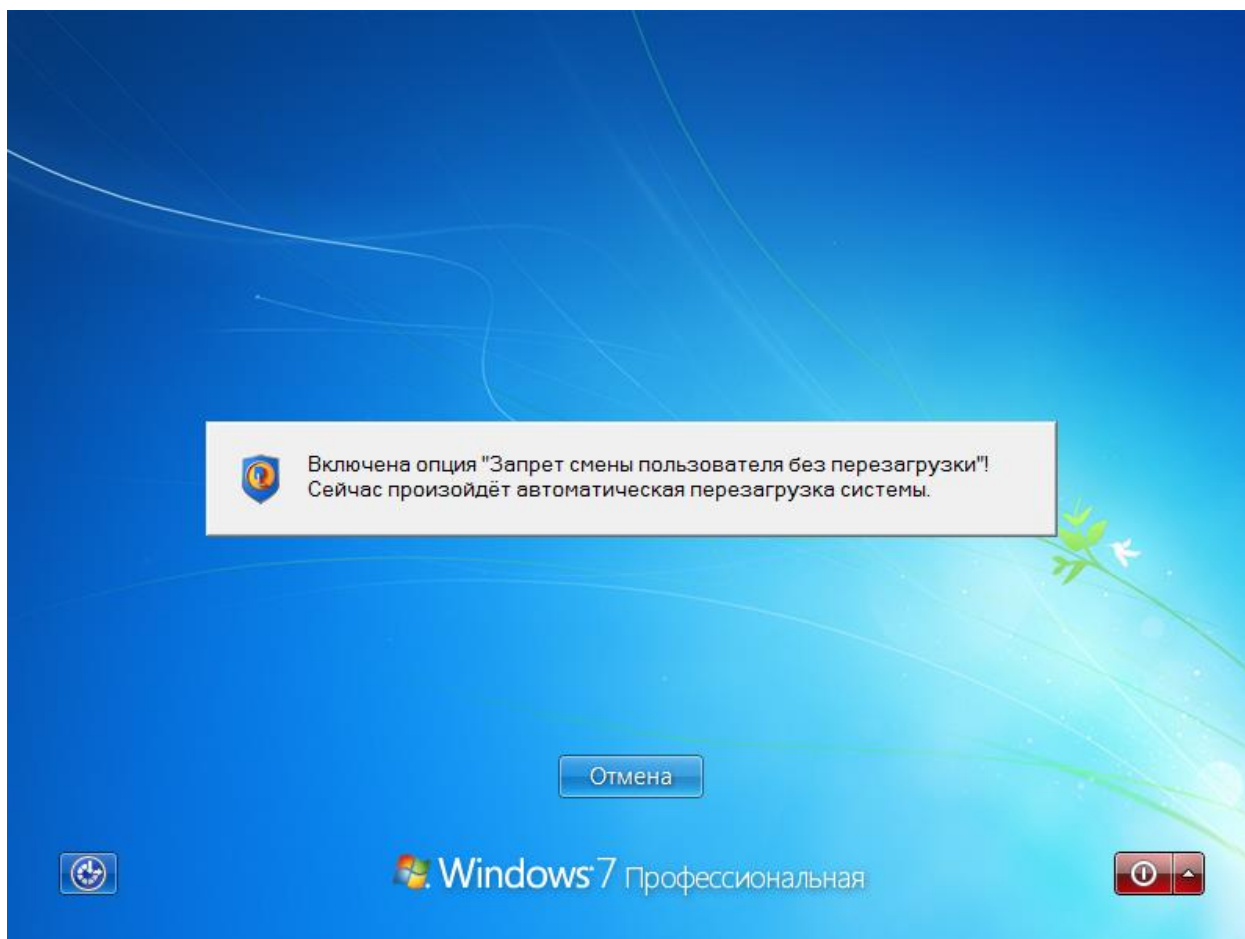 Включена опция "Запрет смены пользователя без перезагрузки"!
Сейчас произойдёт автоматическая перезагрузка системы.
Отмена
Windows 7 Профессиональная